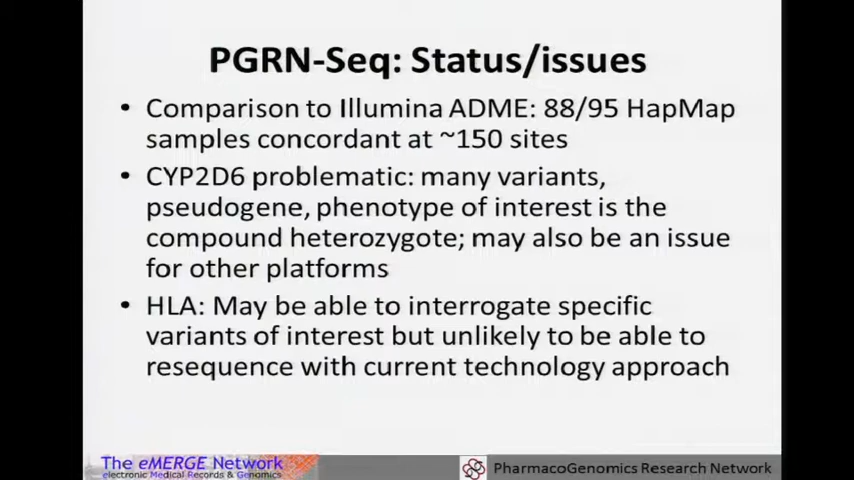 PGRN-Seq: Status/issues
• Comparison to Illumina ADME: 88/95 HapMap
samples concordant at ~150 sites
• CYP2D6 problematic: many variants,
pseudogene, phenotype of interest is the
compound heterozygote; may also be an issue
for other platforms
• HLA: May be able to interrogate specific
variants of interest but unlikely to be able to
resequence with current technology approach
The eMERGE Network
electronic Medical Records & Genomics
PharmacoGenomics Research Network